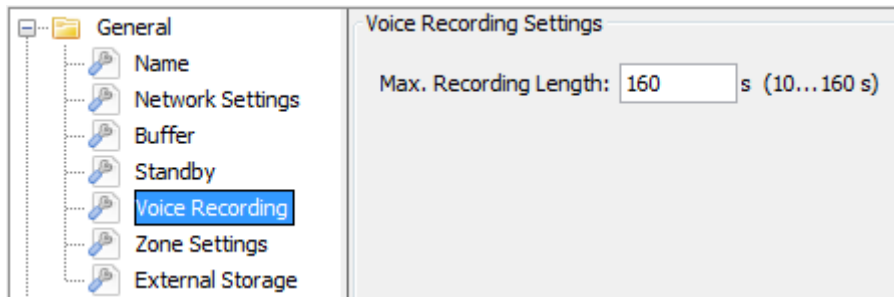 General
Name
Network Settings
Buffer
Standby
Voice Recording
Zone Settings
External Storage
Voice Recording Settings
Max. Recording Length: 160 s (10...160 s)